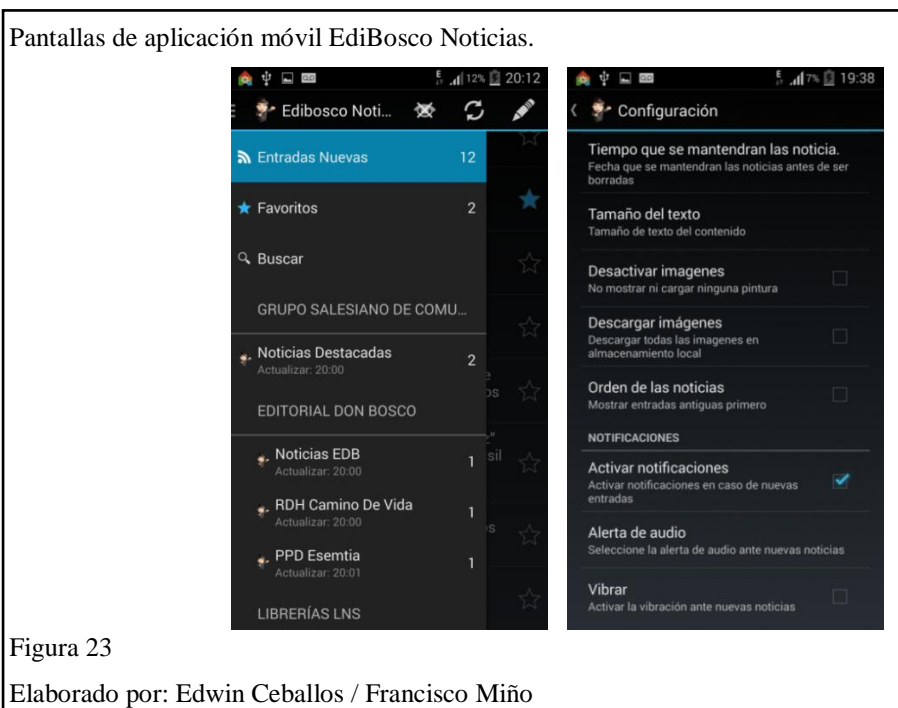 Pantallas de aplicación móvil EdiBosco Noticias.
12% 20:12
Edibosco Noti...
Entradas Nuevas 12
Favoritos 2
Buscar
GRUPO SALESIANO DE COMU...
Noticias Destacadas 2
Actualizar: 20:00
EDITORIAL DON BOSCO
Noticias EDB 1
Actualizar: 20:00
RDH Camino De Vida 1
Actualizar: 20:00
PPD Esemtia 1
Actualizar: 20:01
LIBRERÍAS LNS
os
sil
s
E 7% 19:38
Configuración
Tiempo que se mantendran las noticia.
Fecha que se mantendran las noticias antes de ser
borradas
Tamaño del texto
Tamaño de texto del contenido
Desactivar imagenes
No mostrar ni cargar ninguna pintura
Descargar imágenes
Descargar todas las imagenes en
almacenamiento local
Orden de las noticias
Mostrar entradas antiguas primero
NOTIFICACIONES
Activar notificaciones
Activar notificaciones en caso de nuevas
entradas
Alerta de audio
Seleccione la alerta de audio ante nuevas noticias
Vibrar
Activar la vibración ante nuevas noticias
Figura 23
Elaborado por: Edwin Ceballos / Francisco Miño